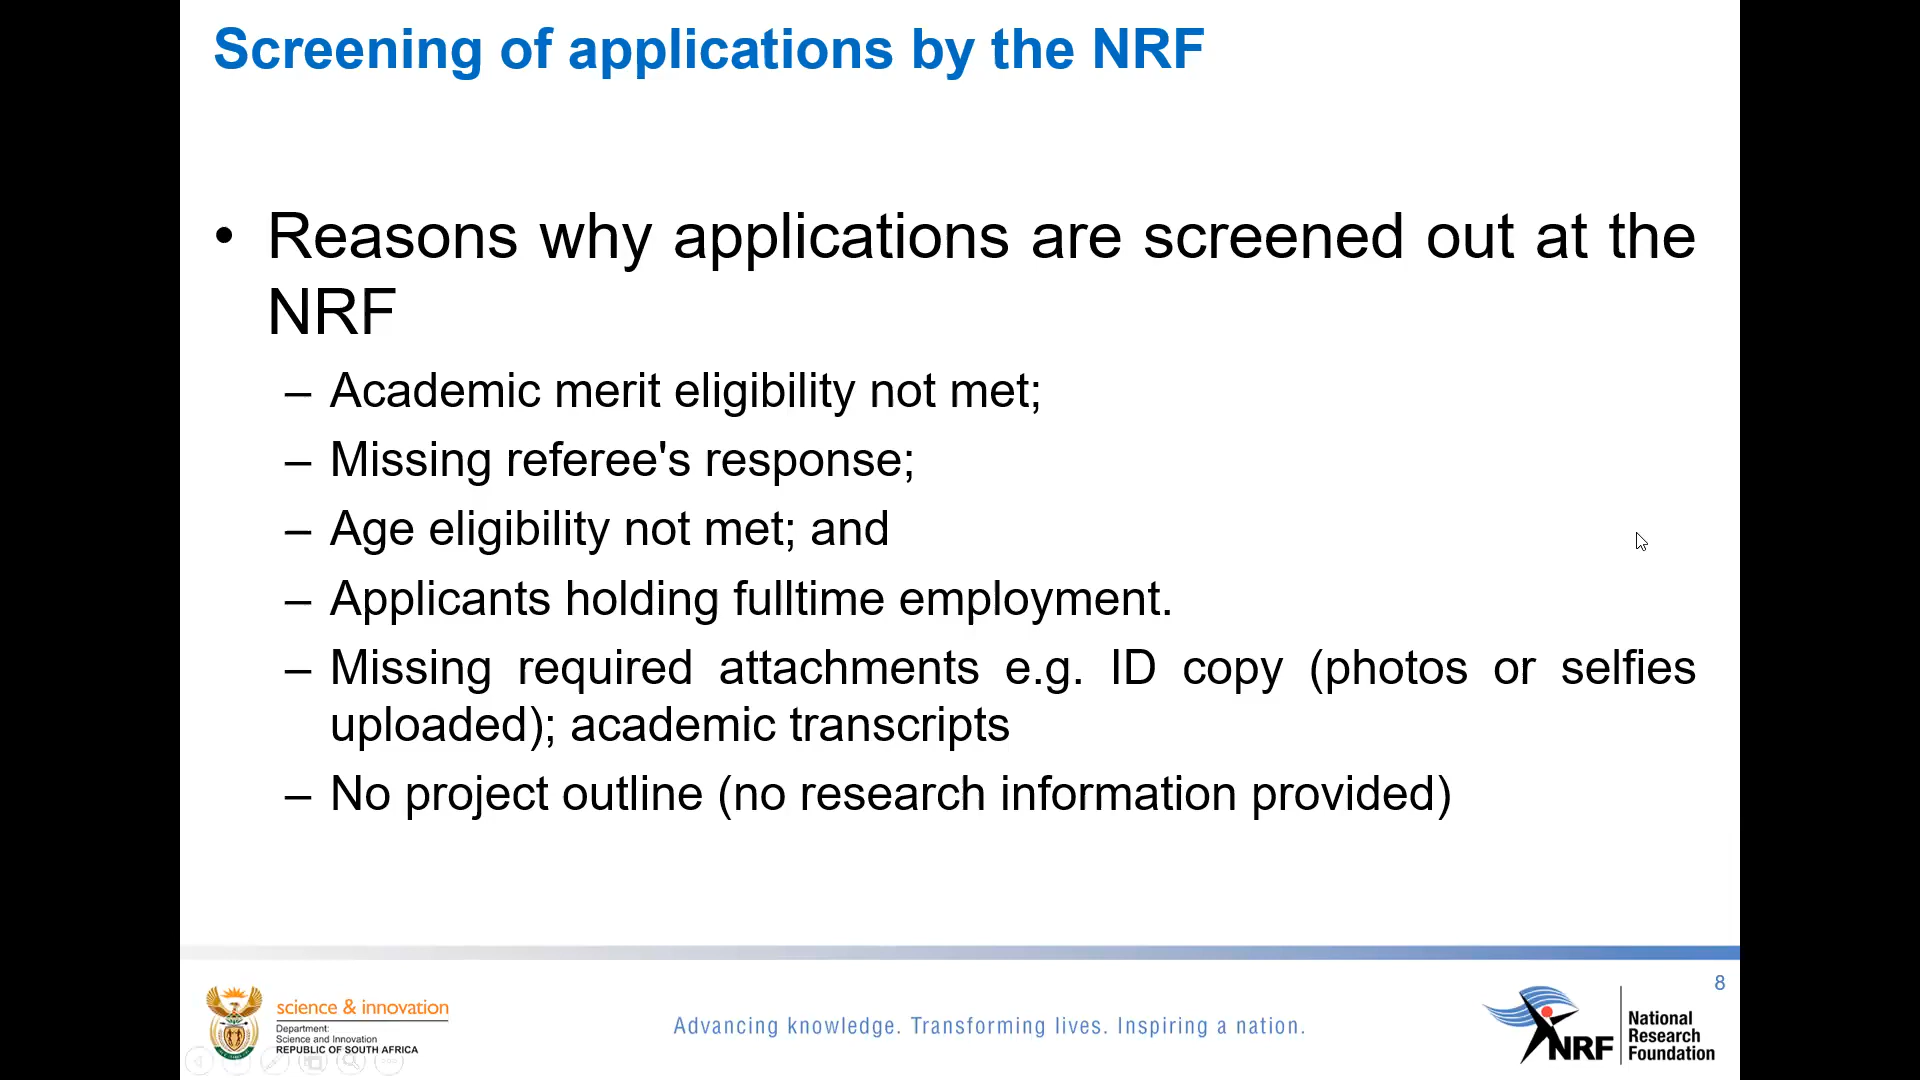 Screening of applications by the NRF
• Reasons why applications are screened out at the
NRF
– Academic merit eligibility not met;
– Missing referee's response;
– Age eligibility not met; and
– Applicants holding fulltime employment.
– Missing required attachments e.g. ID copy (photos or selfies
uploaded); academic transcripts
– No project outline (no research information provided)
8
science & innovation
Department:
Science and Innovation
REPUBLIC OF SOUTH AFRICA
Advancing knowledge. Transforming lives. Inspiring a nation.
NRF
National
Research
Foundation